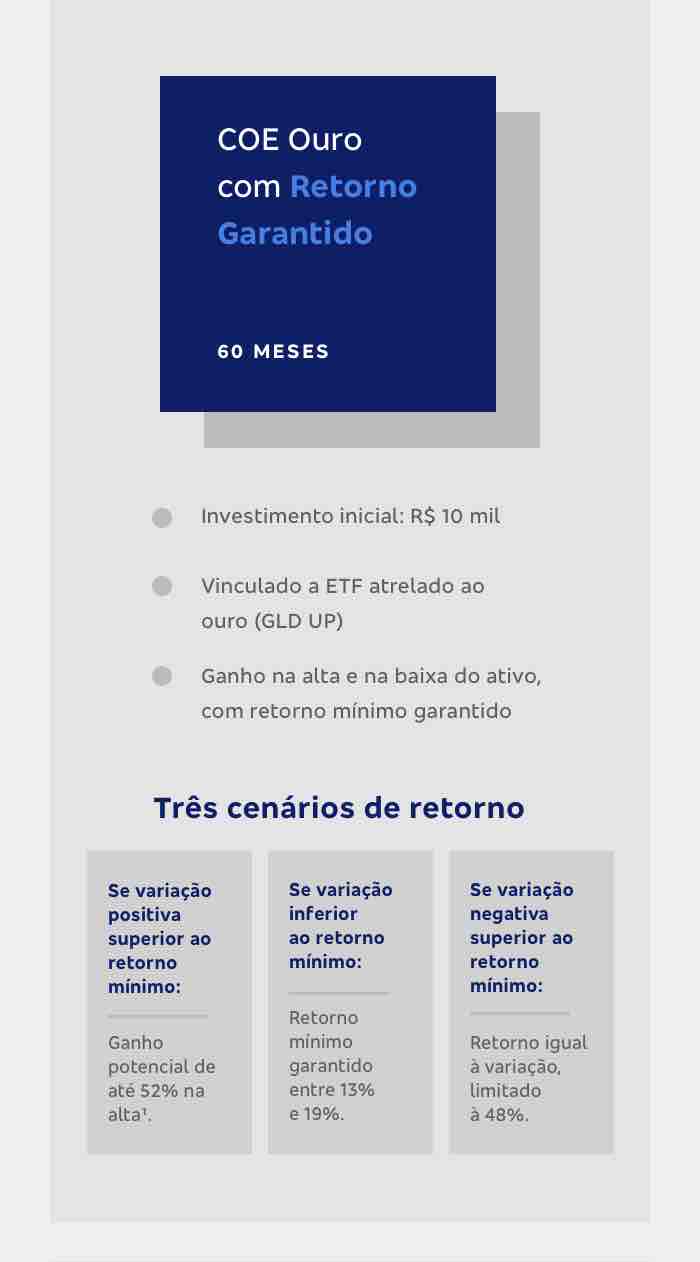 COE Ouro
com Retorno
Garantido
60 MESES
Investimento inicial: R$ 10 mil
Vinculado a ETF atrelado ao
ouro (GLD UP)
Ganho na alta e na baixa do ativo,
com retorno mínimo garantido
Três cenários de retorno
Se variação
positiva
superior ao
retorno
mínimo:
Ganho
potencial de
até 52% na
alta¹.
Se variação
inferior
ao retorno
mínimo:
Retorno
mínimo
garantido
entre 13%
e 19%.
Se variação
negativa
superior ao
retorno
mínimo:
Retorno igual
à variação,
limitado
à 48%.